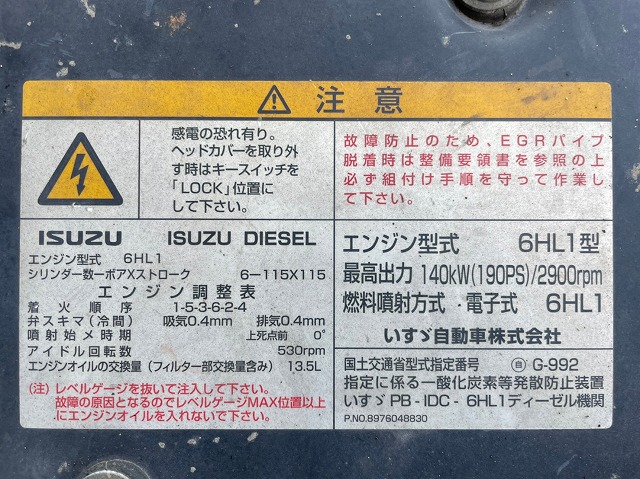 ⚠ 注意
感電の恐れ有り。
ヘッドカバーを取り外
す時はキースイッチを
「LOCK」位置に
して下さい。
故障防止のため、EGRパイプ
脱着時は整備要領書を参照の上
必ず組付け手順を守って作業し
て下さい。
ISUZU ISUZU DIESEL
エンジン型式 6HL1
シリンダー数ーボアXストローク 6－115X115
エンジン調整表
着火順序 1-5-3-6-2-4
弁スキマ(冷間) 吸気0.4mm 排気0.4mm
噴射始メ時期 上死点前 0°
アイドル回転数 530rpm
エンジンオイルの交換量(フィルター部交換量含み) 13.5L
(注)レベルゲージを抜いて注入して下さい。
故障の原因となるのでレベルゲージMAX位置以上
にエンジンオイルを入れないで下さい。
エンジン型式 6HL1型
最高出力 140kW(190PS)/2900rpm
燃料噴射方式・電子式 6HL1
いすゞ自動車株式会社
国土交通省型式指定番号 自 G-992
指定に係る一酸化炭素等発散防止装置
いすゞPB-IDC-6HL1ディーゼル機関
P.NO.8976048830